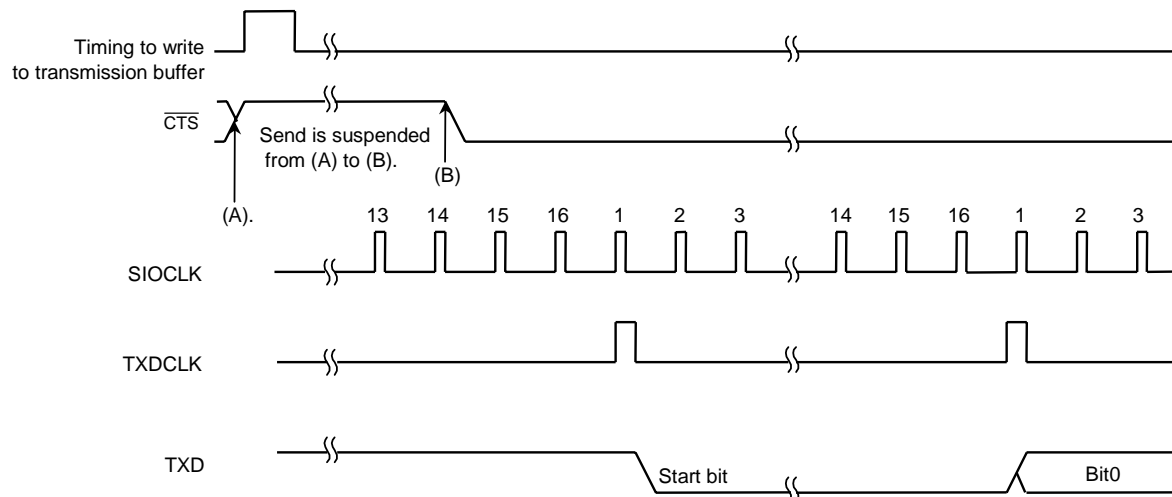 Timing to write
to transmission buffer
CTS
Send is suspended
from (A) to (B).
(B)
(A).
13 14 15 16 1 2 3 14 15 16 1 2 3
SIOCLK
TXDCLK
TXD
Start bit
Bit0